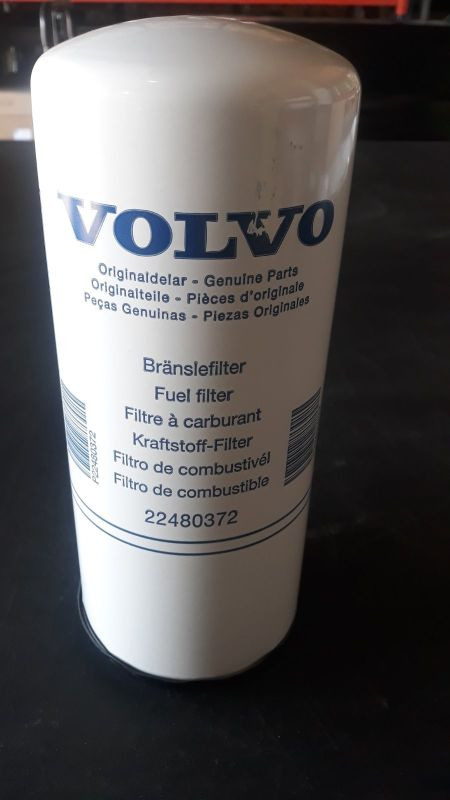 VOLVO
Originaldelar - Genuine Parts
Originalteile - Pièces d'originale
Peças Genuinas - Piezas Originales
Bränslefilter
Fuel filter
Filtre à carburant
Kraftstoff-Filter
Filtro de combustivél
Filtro de combustible
22480372
P22480372